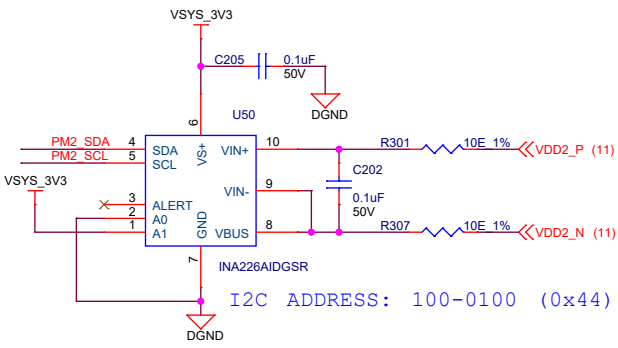 VSYS_3V3
C205 0.1uF
50V
DGND
U50
6
PM2_SDA 4 SDA VS+ VIN+ 10 R301 10E_1% VDD2_P (11)
PM2_SCL 5 SCL
C202
VSYS_3V3
VIN- 9 0.1uF
50V
3 ALERT
2 A0
1 A1 GND VBUS 8 R307 10E_1% VDD2_N (11)
7
INA226AIDGSR
I2C ADDRESS: 100-0100 (0x44)
DGND